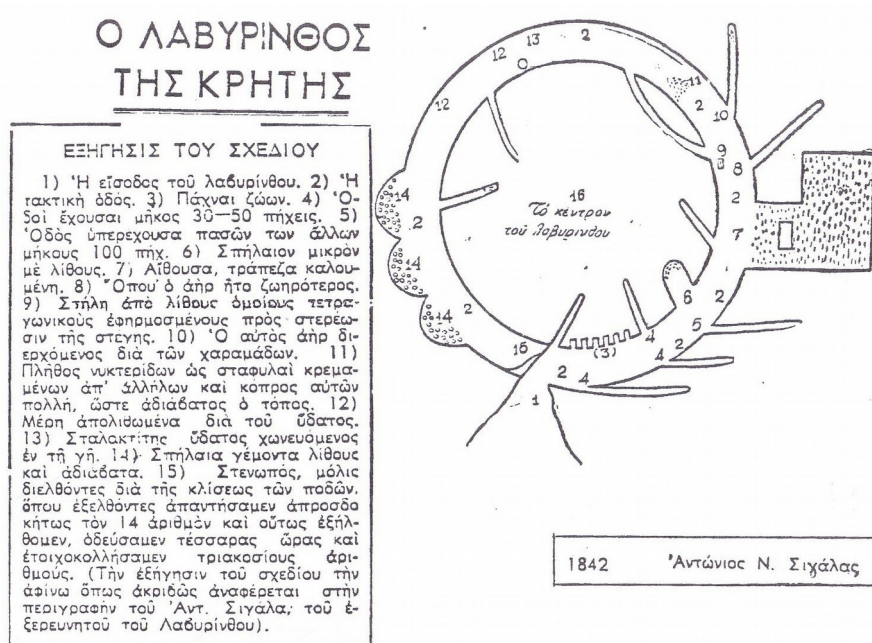 Ο ΛΑΒΥΡΙΝΘΟΣ
ΤΗΣ ΚΡΗΤΗΣ
ΕΞΗΓΗΣΙΣ ΤΟΥ ΣΧΕΔΙΟΥ
1) Ἡ εἴσοδος τοῦ λαβυρίνθου. 2) Ἡ
τακτικὴ ὁδός. 3) Πάχναι ζώων. 4) Ὁ-
δοὶ ἔχουσαι μῆκος 30—50 πήχεις. 5)
Ὁδὸς ὑπερέχουσα πασῶν των ἄλλων
μήκους 100 πήχ. 6) Σπήλαιον μικρὸν
μὲ λίθους. 7) Αἴθουσα, τράπεζα καλου-
μένη. 8) Ὅπου ὁ ἀὴρ ἦτο ζωηρότερος.
9) Στήλη ἀπὸ λίθους ὁμοίους τετρα-
γωνικοὺς ἐφηρμοσμένους πρὸς στερέω-
σιν τῆς στεγης. 10) Ὁ αὐτὸς ἀὴρ δι-
ερχόμενος διὰ τῶν χαραμάδων. 11)
Πλῆθος νυκτερίδων ὡς σταφυλαὶ κρεμα-
μένων ἀπ' ἀλλήλων καὶ κόπρος αὐτῶν
πολλή, ὥστε ἀδιάβατος ὁ τόπος. 12)
Μέρη ἀπολιθωμένα διὰ τοῦ ὕδατος.
13) Σταλακτίτης ὕδατος χωνευόμενος
ἐν τῇ γῇ. 14) Σπήλαια γέμοντα λίθους
καὶ ἀδιάβατα. 15) Στενωπός, μόλις
διελθόντες διὰ τῆς κλίσεως τῶν ποδῶν.
ὅπου ἐξελθόντες ἀπαντήσαμεν ἀπροσδο
κήτως τὸν 14 ἀριθμὸν καὶ οὕτως ἐξήλ-
θομεν, ὁδεύσαμεν τέσσαρας ὥρας καὶ
ἐτοιχοκολλήσαμεν τριακοσίους ἀρι-
θμούς. (Τὴν ἐξήγησιν τοῦ σχεδίου τὴν
ἀφίνω ὅπως ἀκριβῶς ἀναφέρεται στὴν
περιγραφὴν τοῦ Ἀντ. Σιγάλα, τοῦ ἐ-
ξερευνητοῦ τοῦ Λαβυρίνθου).
12 13 2
12
11
2
10
9
8
2
7
14
2
14
14
2
16
Τὸ κέντρον
τοῦ λαβυρίνθου
6
2
5
4
2
4
(3)
15
2
4
1
1842 Ἀντώνιος Ν. Σιγάλας